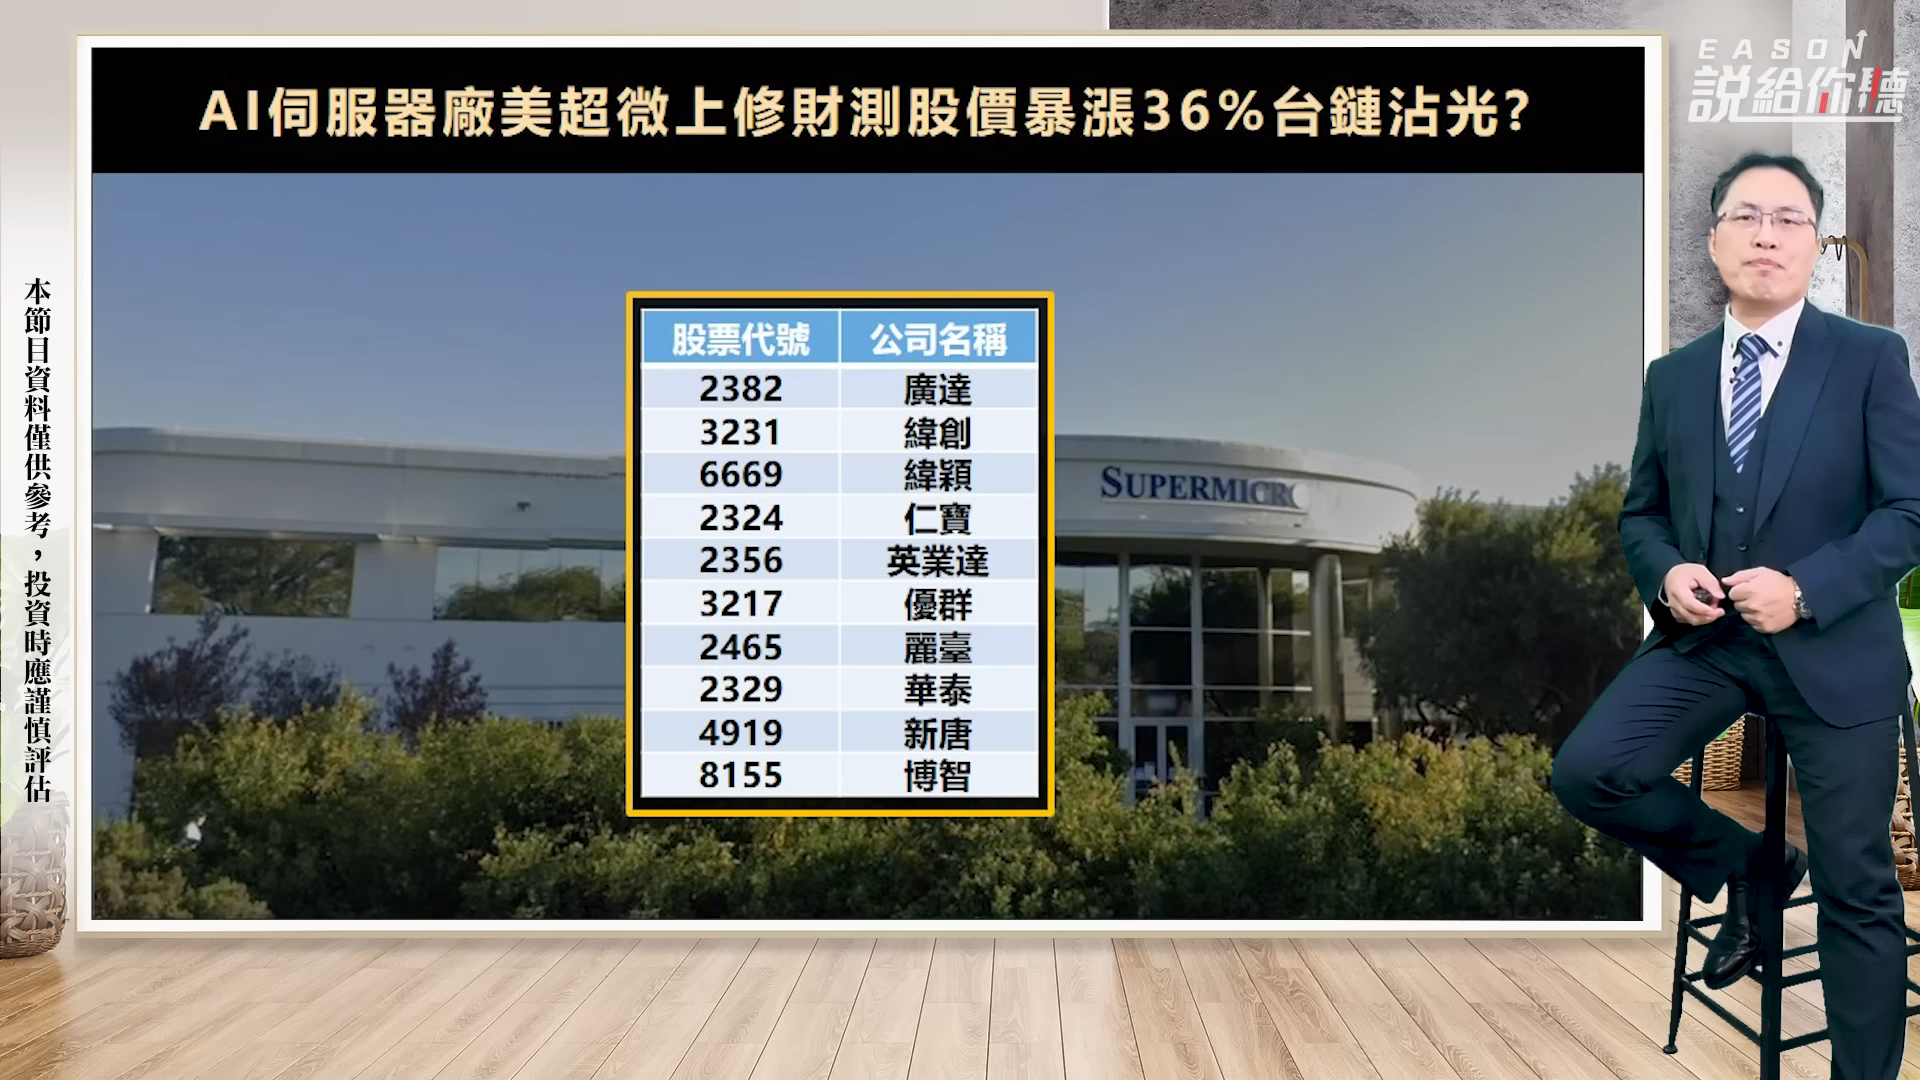 AI伺服器廠美超微上修財測股價暴漲36%台鏈沾光?
EASON
說給你聽
本節目資料僅供參考，投資時應謹慎評估
股票代號 公司名稱
2382 廣達
3231 緯創
6669 緯穎
2324 仁寶
2356 英業達
3217 優群
2465 麗臺
2329 華泰
4919 新唐
8155 博智
SUPERMICRO